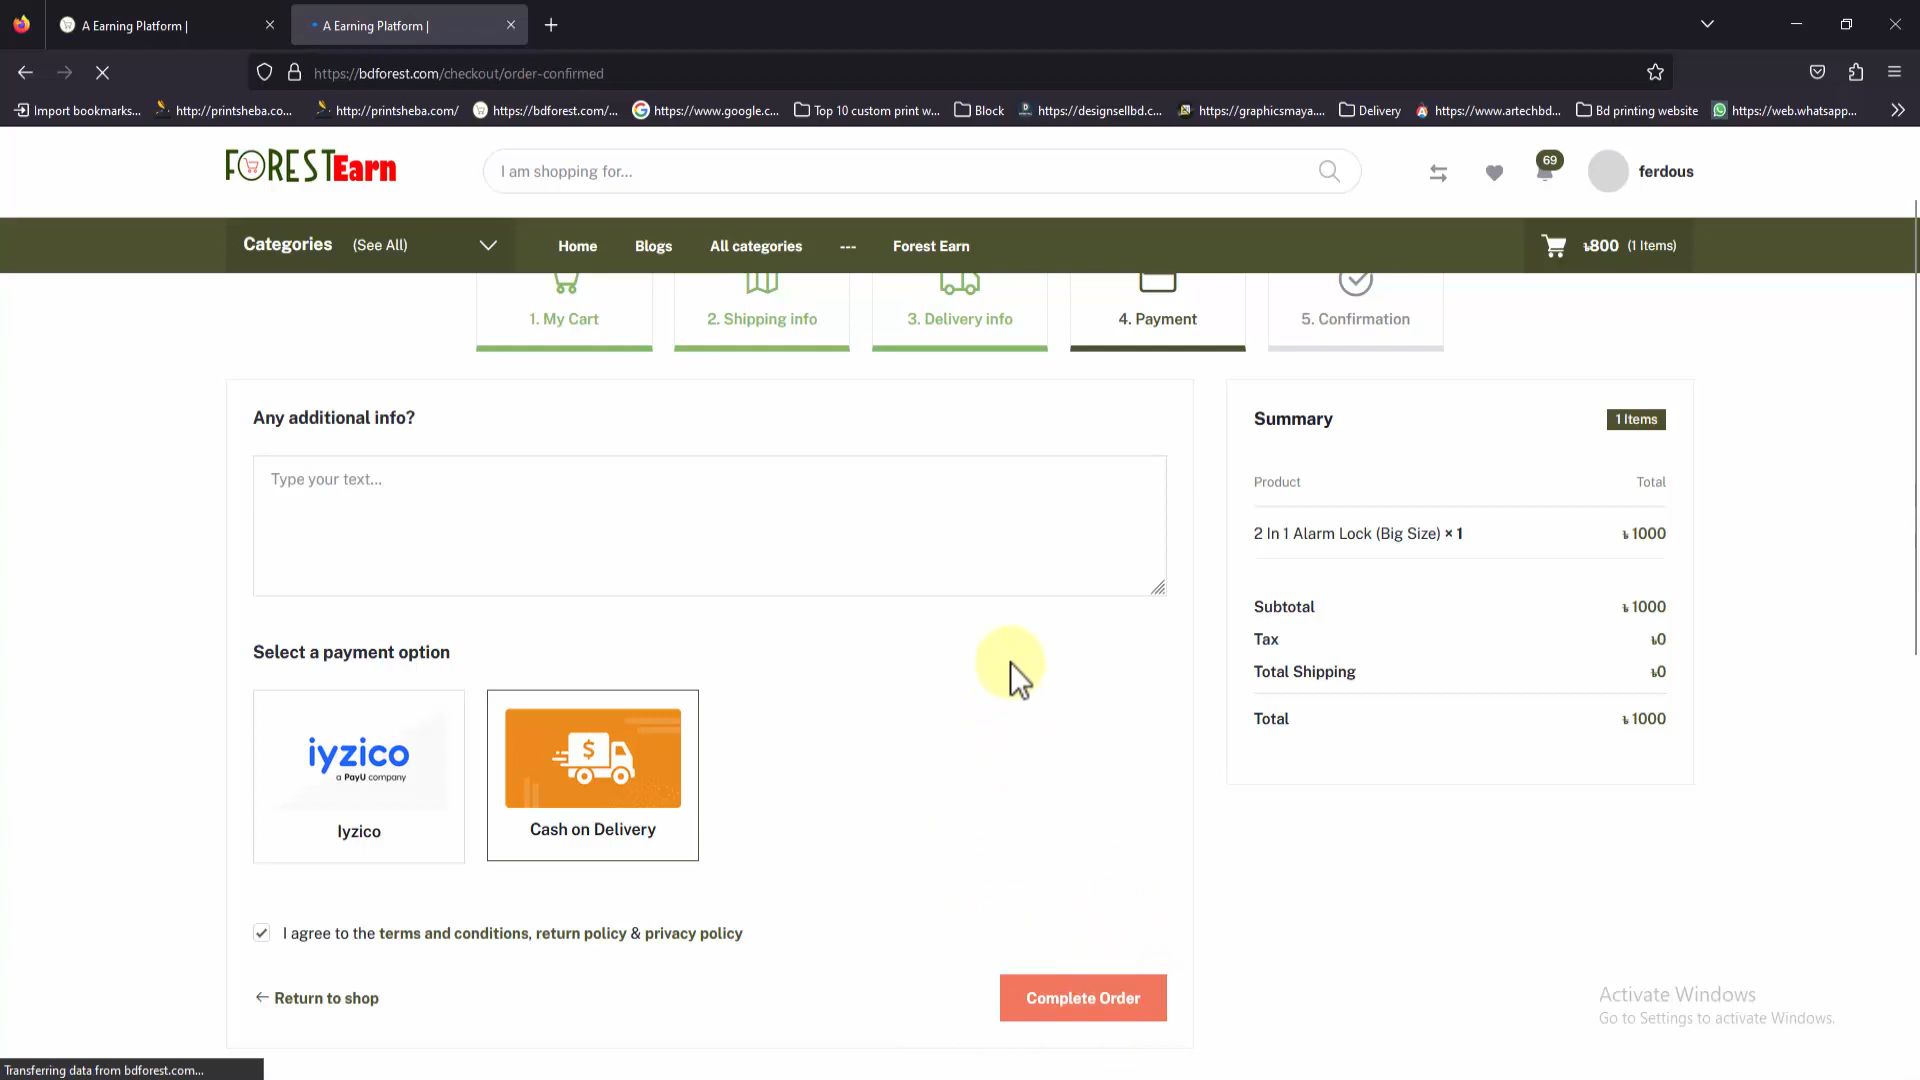 A Earning Platform |
A Earning Platform |
https://bdforest.com/checkout/order-confirmed
Import bookmarks...
http://printsheba.co...
http://printsheba.com/
https://bdforest.com/...
https://www.google.c...
Top 10 custom print w...
Block
https://designsellbd.c...
https://graphicsmaya....
Delivery
https://www.artechbd...
Bd printing website
https://web.whatsapp...
FORESTEarn
I am shopping for...
69
ferdous
Categories (See All)
Home
Blogs
All categories
---
Forest Earn
৳800 (1 Items)
1. My Cart
2. Shipping info
3. Delivery info
4. Payment
5. Confirmation
Any additional info?
Type your text...
Summary
1 Items
Product Total
2 In 1 Alarm Lock (Big Size) × 1 ৳ 1000
Subtotal ৳ 1000
Tax ৳0
Total Shipping ৳0
Total ৳ 1000
Select a payment option
iyzico
a PayU company
Iyzico
$
Cash on Delivery
I agree to the terms and conditions, return policy & privacy policy
Return to shop
Complete Order
Activate Windows
Go to Settings to activate Windows.
Transferring data from bdforest.com...